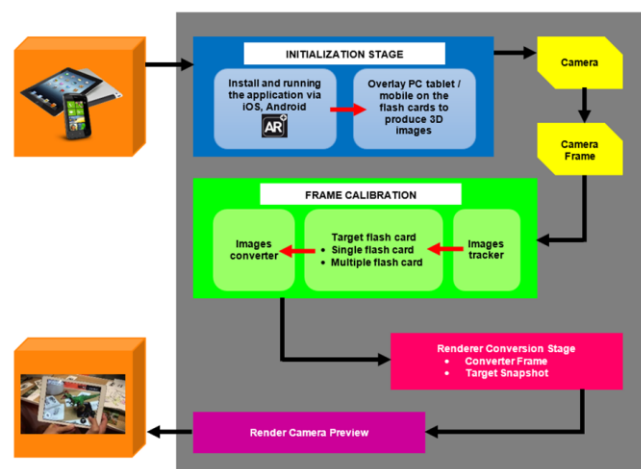 INITIALIZATION STAGE
Install and running
the application via
iOS, Android
AR+
Overlay PC tablet /
mobile on the
flash cards to
produce 3D
images
Camera
Camera
Frame
FRAME CALIBRATION
Images
converter
Target flash card
• Single flash card
• Multiple flash card
Images
tracker
Renderer Conversion Stage
• Converter Frame
• Target Snapshot
Render Camera Preview